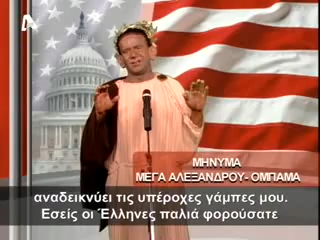 ΜΗΝΥΜΑ
ΜΕΓΑ ΑΛΕΞΑΝΔΡΟΥ- ΟΜΠΑΜΑ
αναδεικνύει τις υπέροχες γάμπες μου.
Εσείς οι Έλληνες παλιά φορούσατε